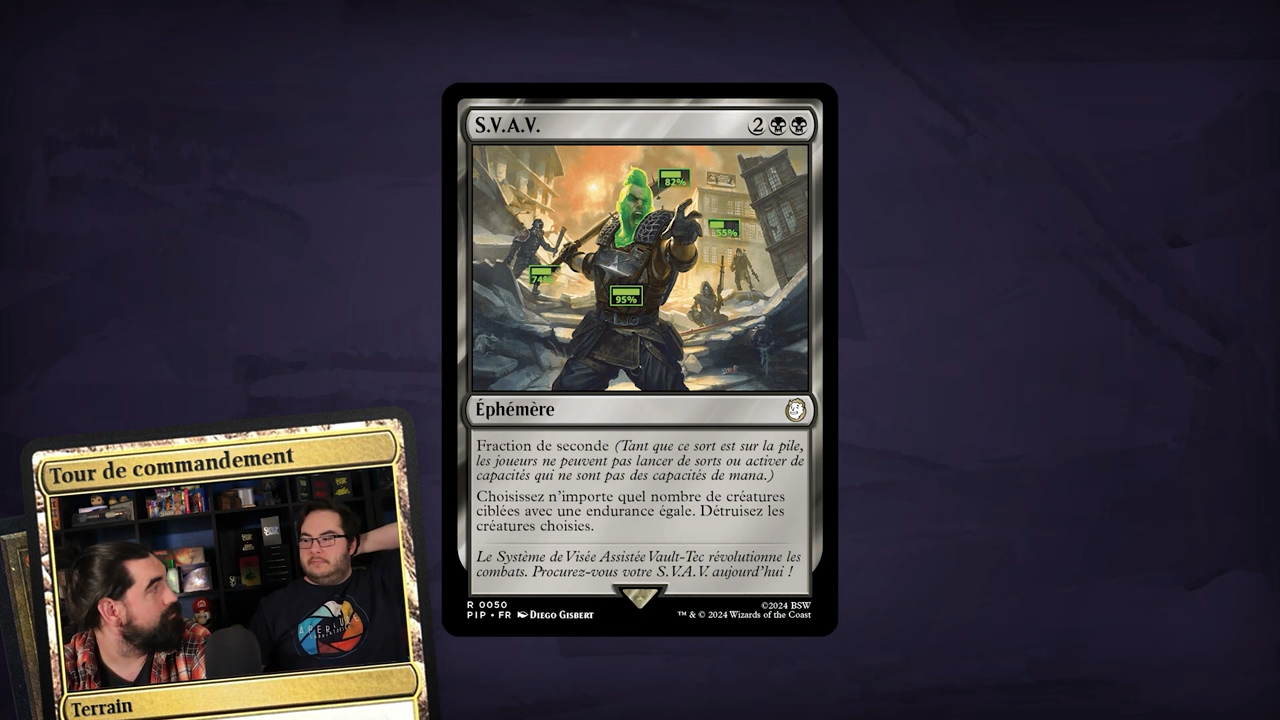 S.V.A.V.
2
82%
55%
74%
95%
Éphémère
Fraction de seconde (Tant que ce sort est sur la pile,
les joueurs ne peuvent pas lancer de sorts ou activer de
capacités qui ne sont pas des capacités de mana.)
Choisissez n'importe quel nombre de créatures
ciblées avec une endurance égale. Détruisez les
créatures choisies.
Le Système de Visée Assistée Vault-Tec révolutionne les
combats. Procurez-vous votre S.V.A.V. aujourd'hui !
R 0050
PIP • FR Diego Gisbert
©2024 BSW
™ & © 2024 Wizards of the Coast
Tour de commandement
APERTURE
Terrain